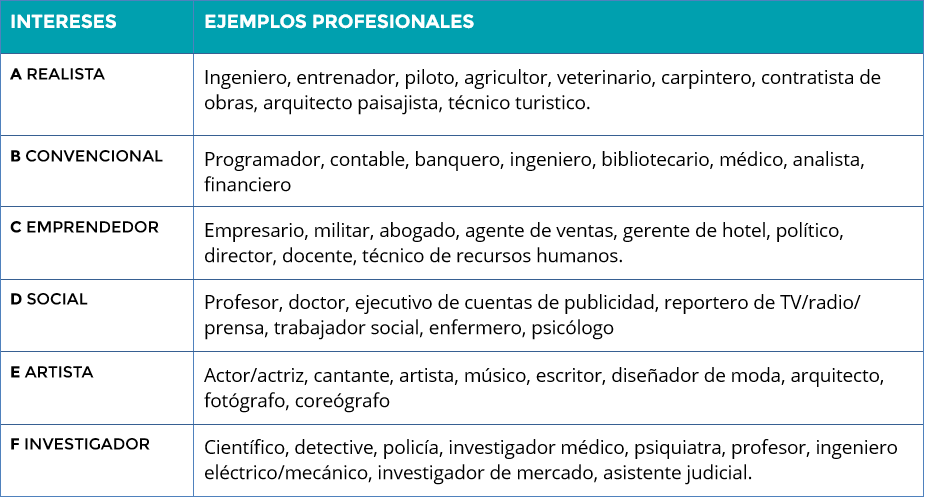 INTERESES
EJEMPLOS PROFESIONALES
A REALISTA
Ingeniero, entrenador, piloto, agricultor, veterinario, carpintero, contratista de
obras, arquitecto paisajista, técnico turistico.
B CONVENCIONAL
Programador, contable, banquero, ingeniero, bibliotecario, médico, analista,
financiero
C EMPRENDEDOR
Empresario, militar, abogado, agente de ventas, gerente de hotel, político,
director, docente, técnico de recursos humanos.
D SOCIAL
Profesor, doctor, ejecutivo de cuentas de publicidad, reportero de TV/radio/
prensa, trabajador social, enfermero, psicólogo
E ARTISTA
Actor/actriz, cantante, artista, músico, escritor, diseñador de moda, arquitecto,
fotógrafo, coreógrafo
F INVESTIGADOR
Científico, detective, policía, investigador médico, psiquiatra, profesor, ingeniero
eléctrico/mecánico, investigador de mercado, asistente judicial.